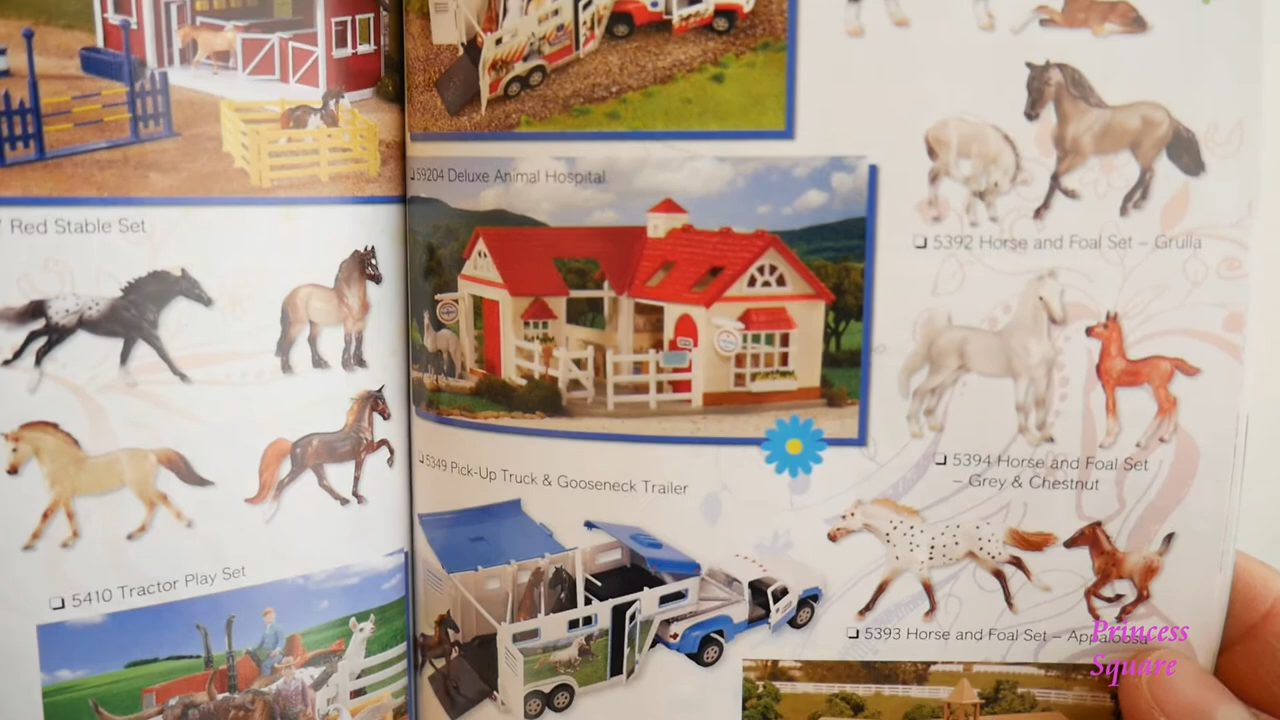 Red Stable Set
❏ 5410 Tractor Play Set
❏ 59204 Deluxe Animal Hospital
❏ 5349 Pick-Up Truck & Gooseneck Trailer
❏ 5392 Horse and Foal Set – Grulla
❏ 5394 Horse and Foal Set
– Grey & Chestnut
❏ 5393 Horse and Foal Set – Appaloosa
Princess
Square